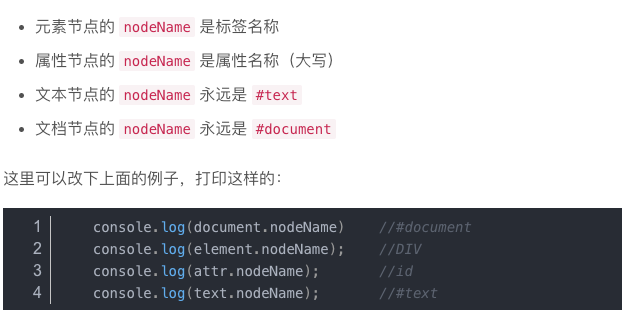 元素节点的 nodeName 是标签名称
属性节点的 nodeName 是属性名称（大写）
文本节点的 nodeName 永远是 #text
文档节点的 nodeName 永远是 #document
这里可以改下上面的例子，打印这样的：
1 console.log(document.nodeName) //#document
2 console.log(element.nodeName); //DIV
3 console.log(attr.nodeName); //id
4 console.log(text.nodeName); //#text